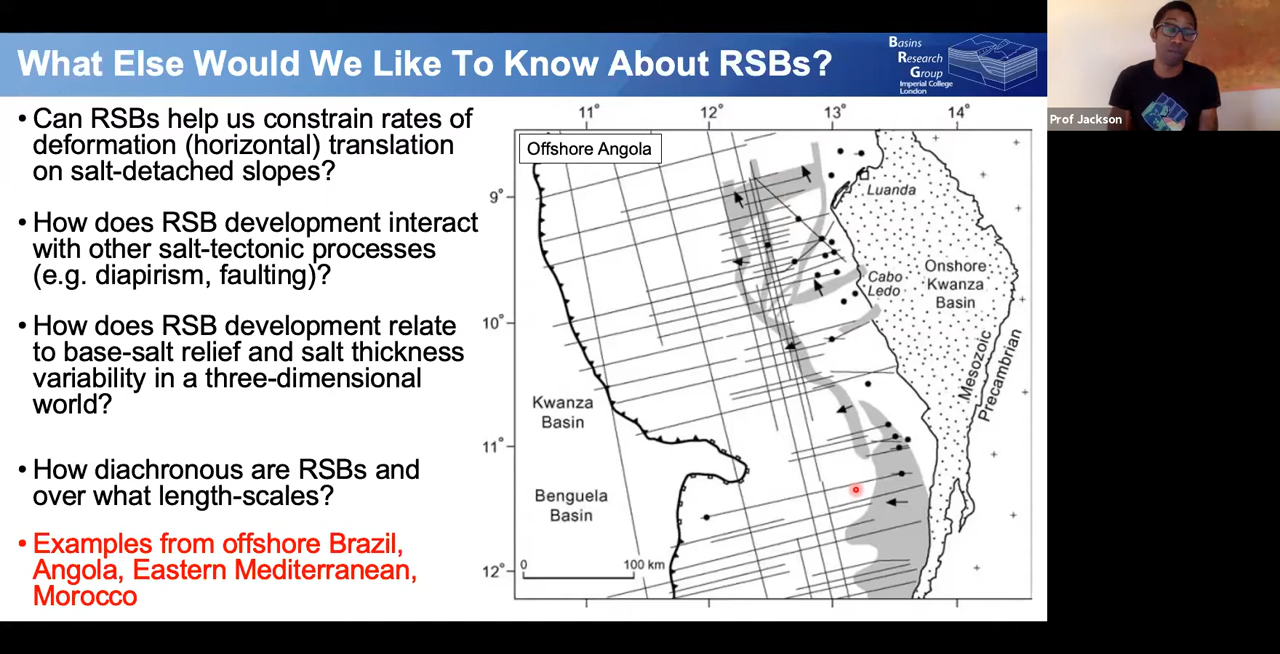 What Else Would We Like To Know About RSBs?
Basins
Research
Group
Imperial College
London
Prof Jackson
• Can RSBs help us constrain rates of
deformation (horizontal) translation
on salt-detached slopes?
• How does RSB development interact
with other salt-tectonic processes
(e.g. diapirism, faulting)?
• How does RSB development relate
to base-salt relief and salt thickness
variability in a three-dimensional
world?
• How diachronous are RSBs and
over what length-scales?
• Examples from offshore Brazil,
Angola, Eastern Mediterranean,
Morocco
11°
12°
13°
14°
Offshore Angola
9°
10°
11°
12°
Luanda
Cabo
Ledo
Onshore
Kwanza
Basin
Mesozoic
Precambrian
Kwanza
Basin
Benguela
Basin
0
100 km